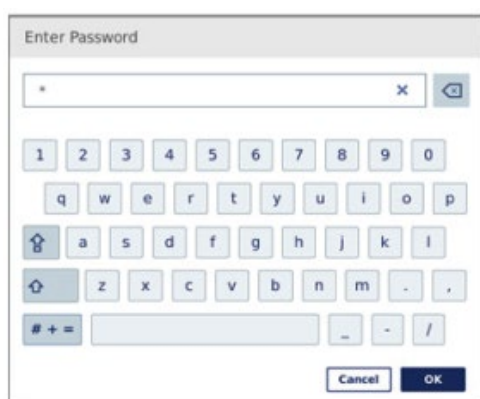 Enter Password
*
1 2 3 4 5 6 7 8 9 0
q w e r t y u i o p
a s d f g h j k l
z x c v b n m . ,
# + = _ - /
Cancel OK